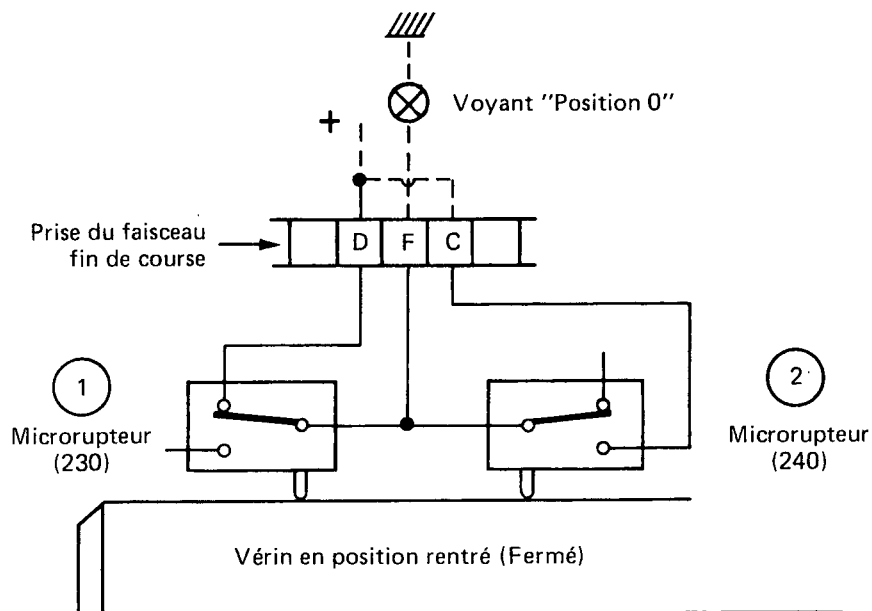 Voyant "Position 0"
+
Prise du faisceau
fin de course
D F C
1
Microrupteur
(230)
2
Microrupteur
(240)
Vérin en position rentré (Fermé)